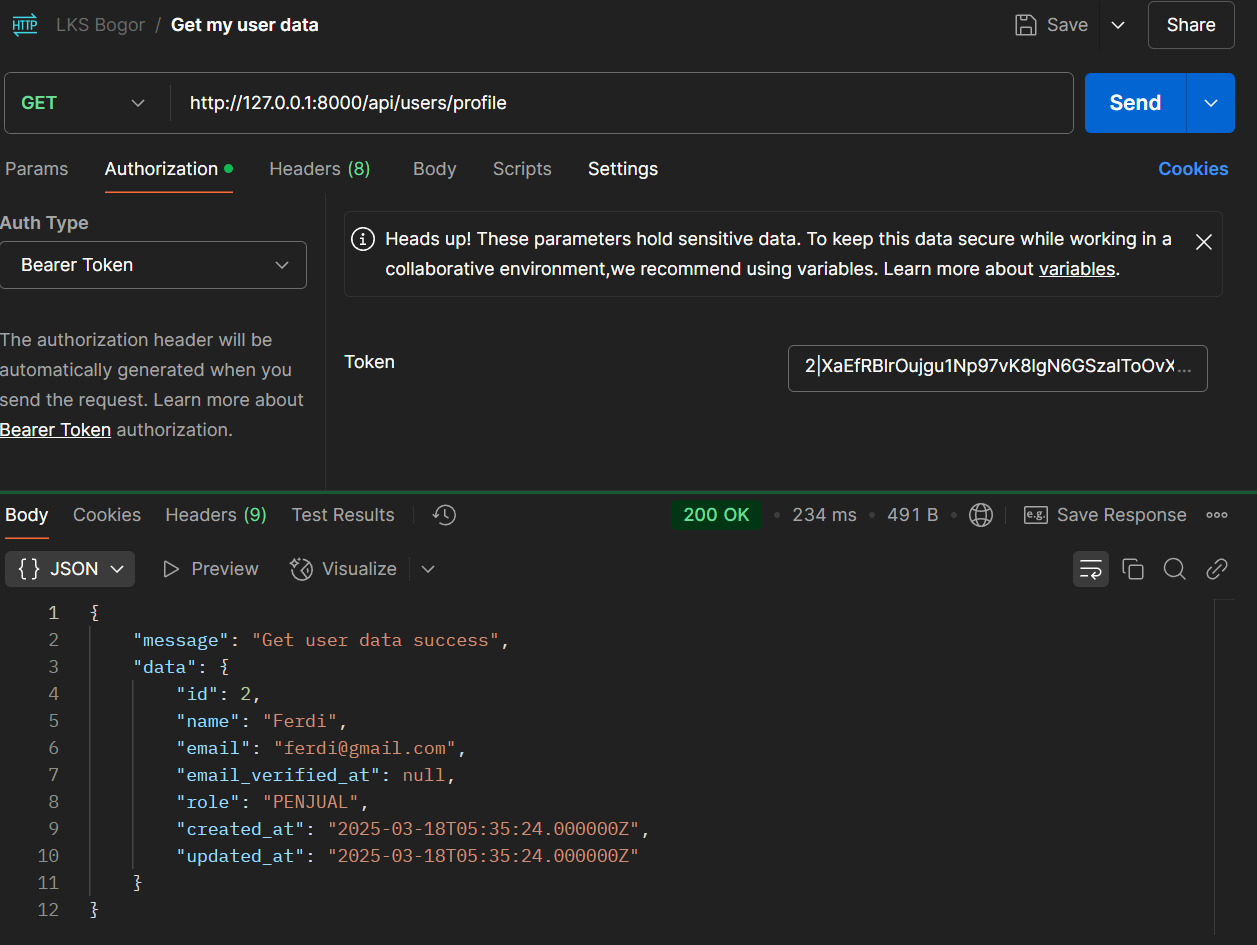 HTTP LKS Bogor / Get my user data Save Share
GET http://127.0.0.1:8000/api/users/profile Send
Params Authorization Headers (8) Body Scripts Settings Cookies
Auth Type
Bearer Token
The authorization header will be
automatically generated when you
send the request. Learn more about
Bearer Token authorization.
Heads up! These parameters hold sensitive data. To keep this data secure while working in a
collaborative environment,we recommend using variables. Learn more about variables.
Token 2|XaEfRBIrOujgu1Np97vK8IgN6GSzaIToOvX...
Body Cookies Headers (9) Test Results 200 OK • 234 ms • 491 B • e.g. Save Response
{} JSON Preview Visualize
1 {
2 "message": "Get user data success",
3 "data": {
4 "id": 2,
5 "name": "Ferdi",
6 "email": "ferdi@gmail.com",
7 "email_verified_at": null,
8 "role": "PENJUAL",
9 "created_at": "2025-03-18T05:35:24.000000Z",
10 "updated_at": "2025-03-18T05:35:24.000000Z"
11 }
12 }